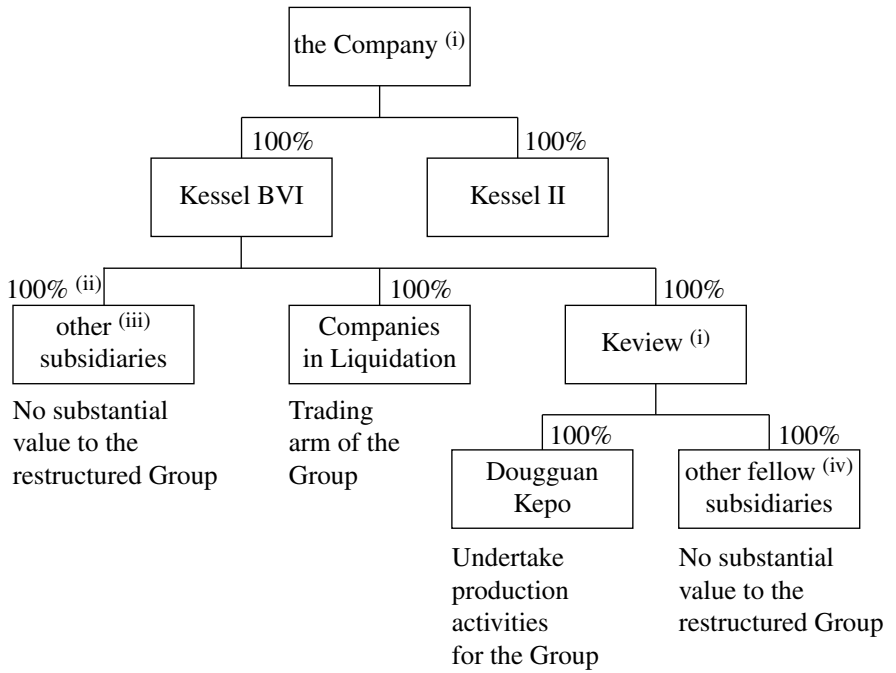 the Company (i)
100%
100%
Kessel BVI
Kessel II
100% (ii)
100%
100%
other (iii)
subsidiaries
Companies
in Liquidation
Keview (i)
No substantial
value to the
restructured Group
Trading
arm of the
Group
100%
100%
Dougguan
Kepo
other fellow (iv)
subsidiaries
Undertake
production
activities
for the Group
No substantial
value to the
restructured Group